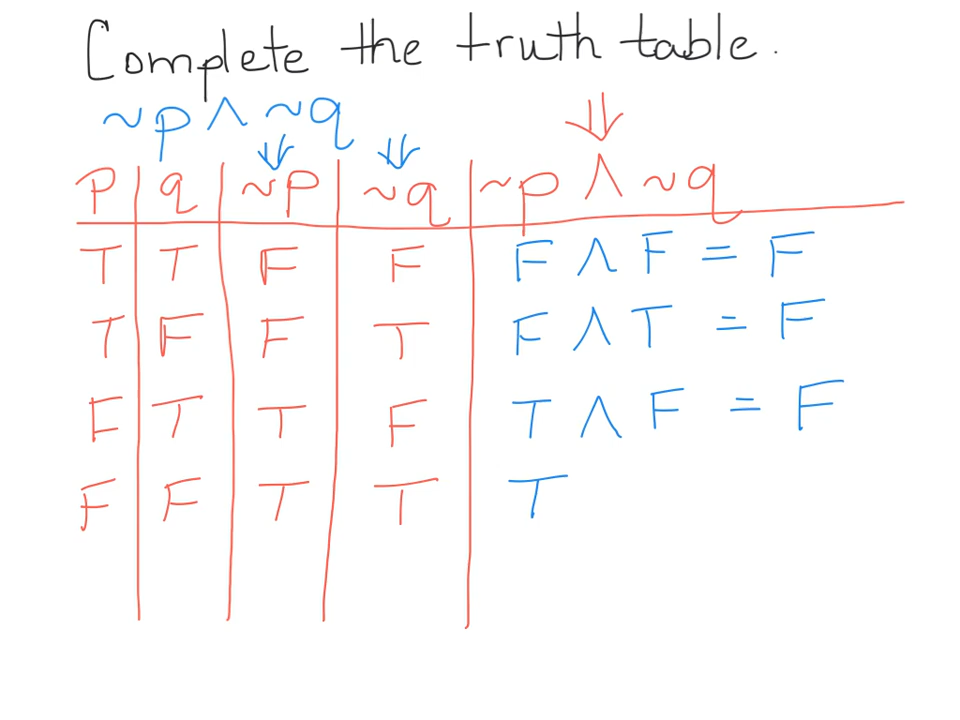 Complete the truth table.
~p ∧ ~q
P q ~P ~q ~p ∧ ~q
T T F F F ∧ F = F
T F F T F ∧ T = F
F T T F T ∧ F = F
F F T T T